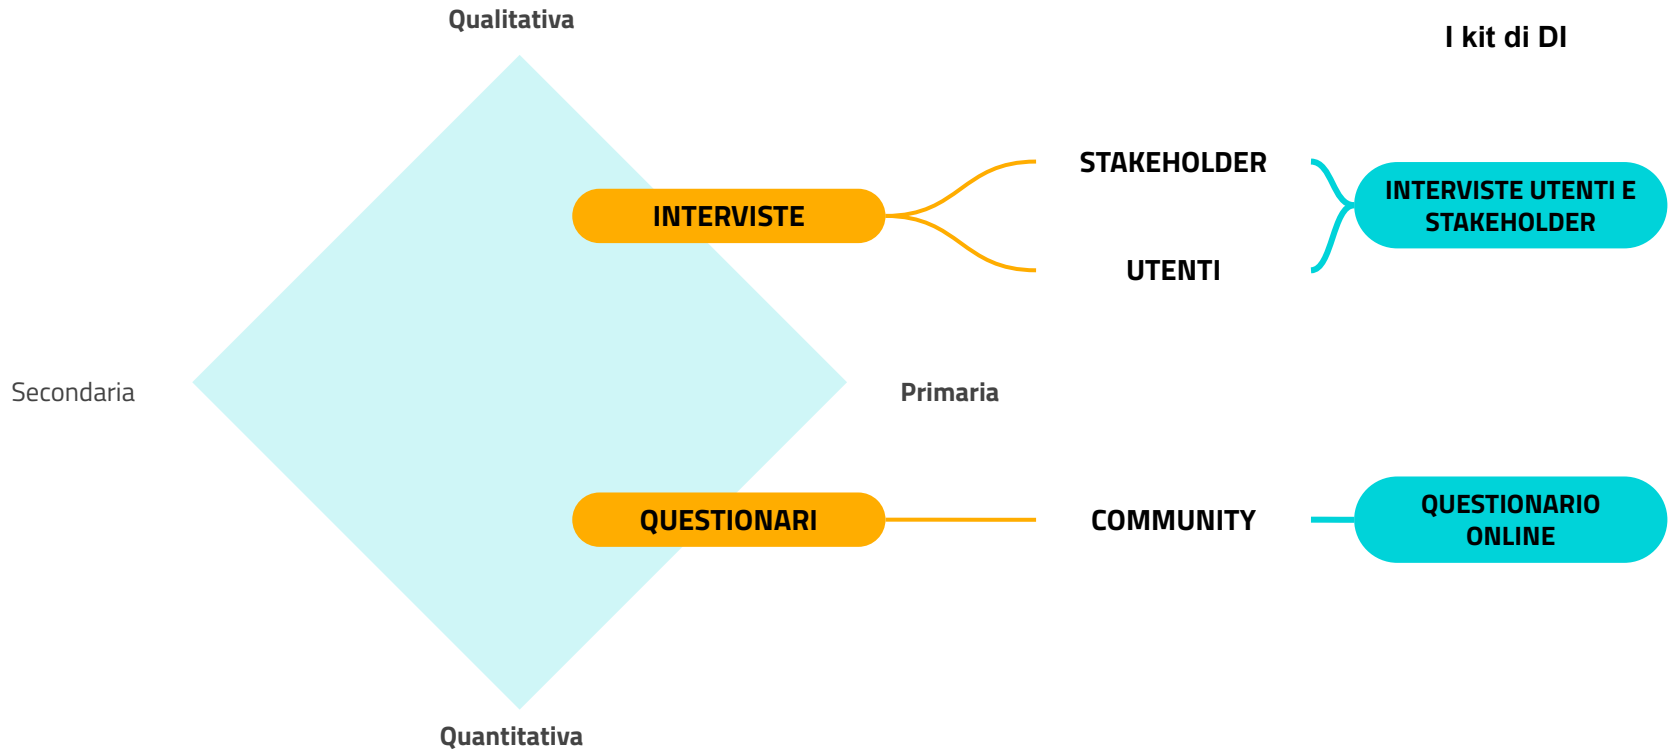 Qualitativa
I kit di DI
STAKEHOLDER
INTERVISTE
INTERVISTE UTENTI E
STAKEHOLDER
UTENTI
Secondaria
Primaria
QUESTIONARI
COMMUNITY
QUESTIONARIO
ONLINE
Quantitativa